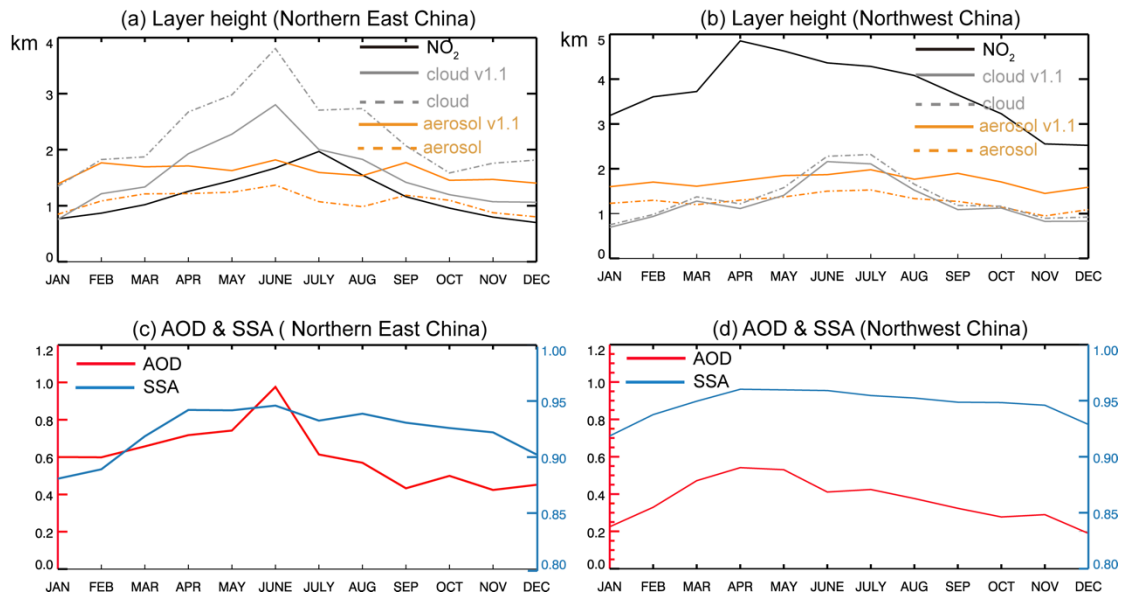 (a) Layer height (Northern East China)
km
4
3
2
1
0
NO2
cloud v1.1
cloud
aerosol v1.1
aerosol
JAN FEB MAR APR MAY JUNE JULY AUG SEP OCT NOV DEC
(b) Layer height (Northwest China)
km
5
4
3
2
1
0
NO2
cloud v1.1
cloud
aerosol v1.1
aerosol
JAN FEB MAR APR MAY JUNE JULY AUG SEP OCT NOV DEC
(c) AOD & SSA ( Northern East China)
1.2
1.0
0.8
0.6
0.4
0.2
0.0
AOD
SSA
1.00
0.95
0.90
0.85
0.80
JAN FEB MAR APR MAY JUNE JULY AUG SEP OCT NOV DEC
(d) AOD & SSA (Northwest China)
1.2
1.0
0.8
0.6
0.4
0.2
0.0
AOD
SSA
1.00
0.95
0.90
0.85
0.80
JAN FEB MAR APR MAY JUNE JULY AUG SEP OCT NOV DEC